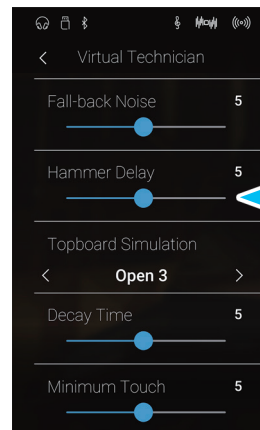 Virtual Technician
Fall-back Noise 5
Hammer Delay 5
Topboard Simulation
Open 3
Decay Time 5
Minimum Touch 5